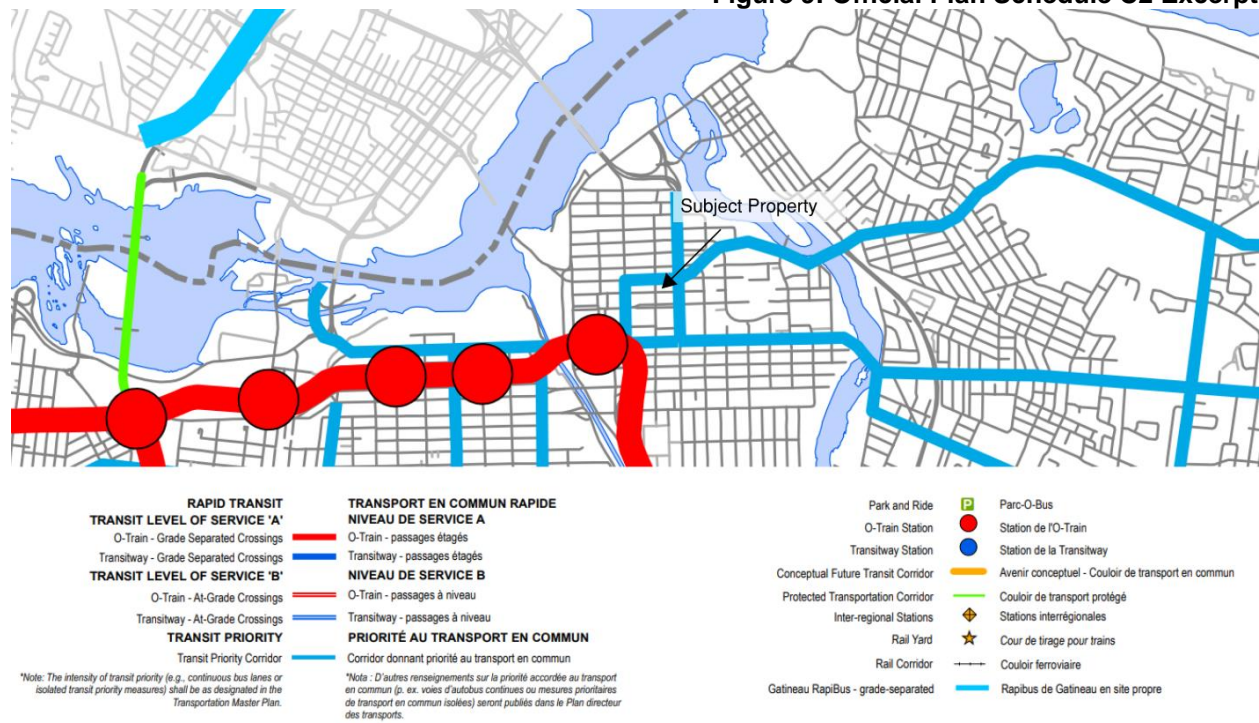 Subject Property
RAPID TRANSIT
TRANSIT LEVEL OF SERVICE 'A'
O-Train - Grade Separated Crossings
Transitway - Grade Separated Crossings
TRANSIT LEVEL OF SERVICE 'B'
O-Train - At-Grade Crossings
Transitway - At-Grade Crossings
TRANSIT PRIORITY
Transit Priority Corridor
*Note: The intensity of transit priority (e.g., continuous bus lanes or
isolated transit priority measures) shall be as designated in the
Transportation Master Plan.
TRANSPORT EN COMMUN RAPIDE
NIVEAU DE SERVICE A
O-Train - passages étagés
Transitway - passages étagés
NIVEAU DE SERVICE B
O-Train - passages à niveau
Transitway - passages à niveau
PRIORITÉ AU TRANSPORT EN COMMUN
Corridor donnant priorité au transport en commun
*Nota : D'autres renseignements sur la priorité accordée au transport
en commun (p. ex. voies d'autobus continues ou mesures prioritaires
de transport en commun isolées) seront publiés dans le Plan directeur
des transports.
Park and Ride P Parc-O-Bus
O-Train Station Station de l'O-Train
Transitway Station Station de la Transitway
Conceptual Future Transit Corridor Avenir conceptuel - Couloir de transport en commun
Protected Transportation Corridor Couloir de transport protégé
Inter-regional Stations Stations interrégionales
Rail Yard Cour de tirage pour trains
Rail Corridor Couloir ferroviaire
Gatineau RapiBus - grade-separated Rapibus de Gatineau en site propre